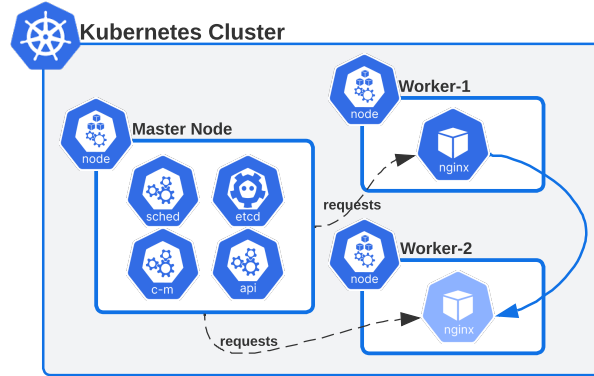 Kubernetes Cluster
node
Master Node
sched
etcd
c-m
api
requests
requests
node
Worker-1
nginx
node
Worker-2
nginx